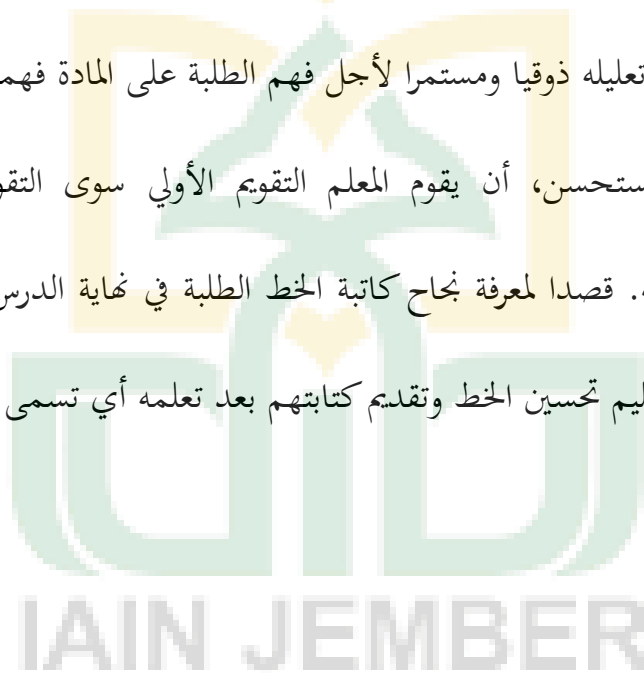 تعليله ذوقيا ومستمرا لأجل فهم الطلبة على المادة فهم
ستحسن، أن يقوم المعلم التقويم الأولي سوى التقو
. قصدا لمعرفة نجاح كاتبة الخط الطلبة في نهاية الدرس
ليم تحسين الخط وتقديم كتابتهم بعد تعلمه أي تسمى
IAIN JEMBER